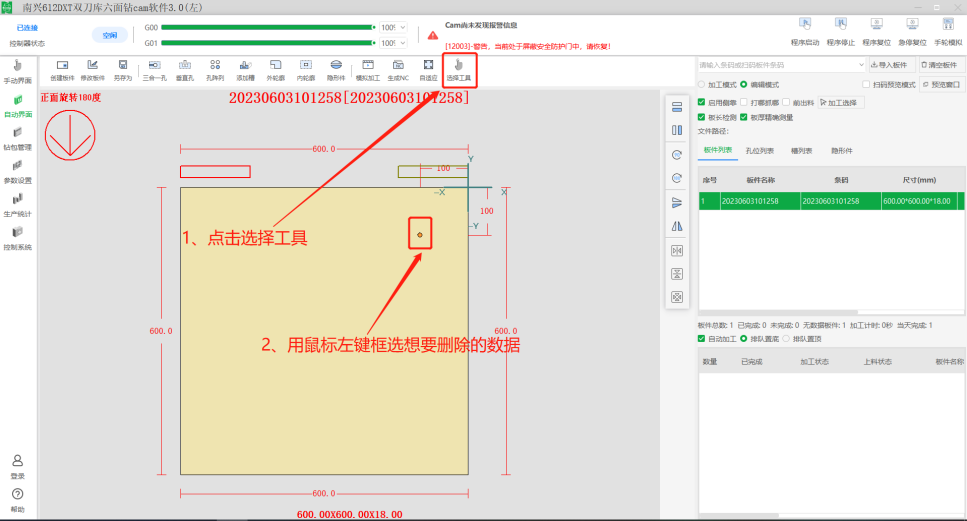 南兴612DXT双刀库六面钻cam软件3.0(左)
已连接
控制器状态
空闲
G00 100%
G01 100%
Cam尚未发现报警信息
[12003]-警告，当前处于屏蔽安全防护门中，请恢复!
程序启动 程序停止 程序复位 急停复位 手轮模拟
手动界面
自动界面
钻包管理
参数设置
生产统计
控制系统
登录
帮助
创建板件 修改板件 另存为 三合一孔 垂直孔 孔阵列 添加槽 外轮廓 内轮廓 隐形件 模拟加工 生成NC 自适应 选择工具
正面旋转180度
20230603101258[20230603101258]
600.0
100
Y
-X X
100
-Y
1、点击选择工具
600.0
600.0
2、用鼠标左键框选想要删除的数据
600.0
600.00X600.00X18.00
请输入条码或扫码板件条码
导入板件 清空板件
加工模式 编辑模式 扫码预览模式 预览窗口
启用侧靠 打螂抓螂 前出料 加工选择
板长检测 板厚精确测量
文件路径：
板件列表 孔位列表 槽列表 隐形件
序号 板件名称 条码 尺寸(mm)
1 20230603101258 20230603101258 600.00*600.00*18.00
板件总数: 1 已完成: 0 未完成: 0 无数据板件: 1 加工计时: 0秒 当天完成: 1
自动加工 排队置底 排队置顶
数量 已完成 加工状态 上料状态 板件名称